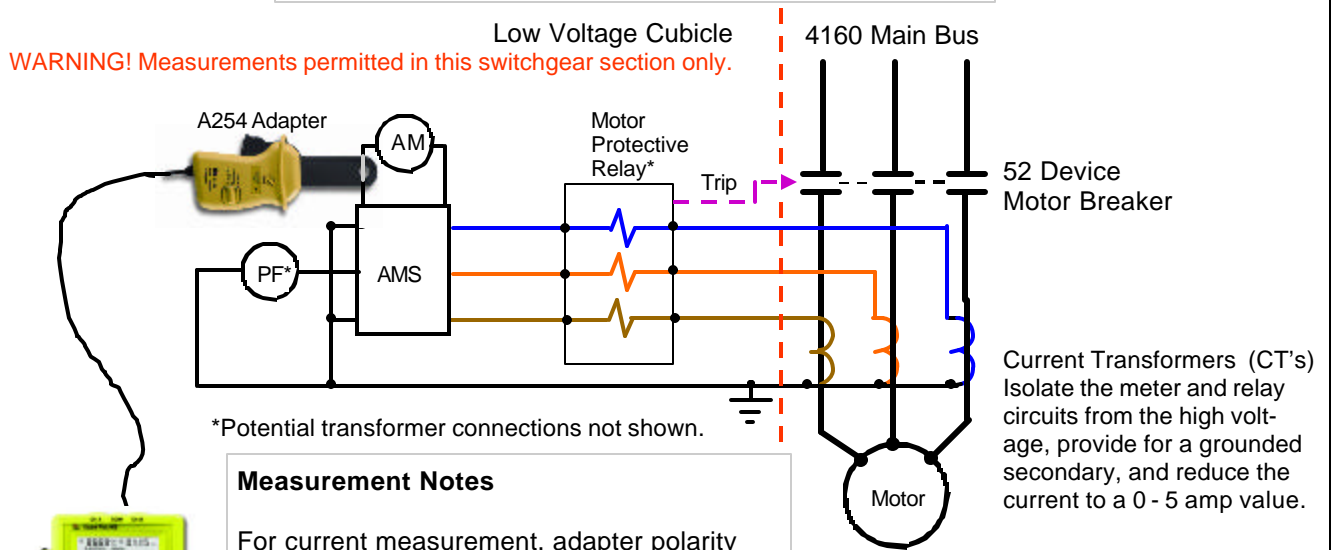 Low Voltage Cubicle
4160 Main Bus
WARNING! Measurements permitted in this switchgear section only.
A254 Adapter
AM
Motor
Protective
Relay*
Trip
52 Device
Motor Breaker
PF*
AMS
Current Transformers (CT's)
Isolate the meter and relay
circuits from the high volt-
age, provide for a grounded
secondary, and reduce the
current to a 0 - 5 amp value.
*Potential transformer connections not shown.
Motor
Measurement Notes
For current measurement, adapter polarity